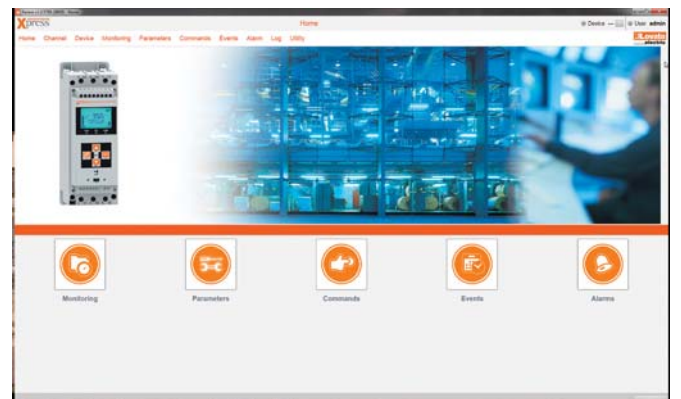 Xpress
Home
Device
User admin
Home Channel Device Monitoring Parameters Commands Events Alarm Log Utility
Lovato
electric
Monitoring
Parameters
Commands
Events
Alarms